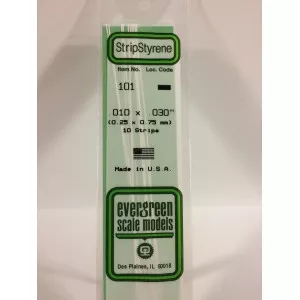 StripStyrene
Item No. Loc. Code
101
.010 x .030"
(0.25 x 0.75 mm)
10 Strips
Made in U.S.A.
evergreen
scale models
Des Plaines, IL 60018